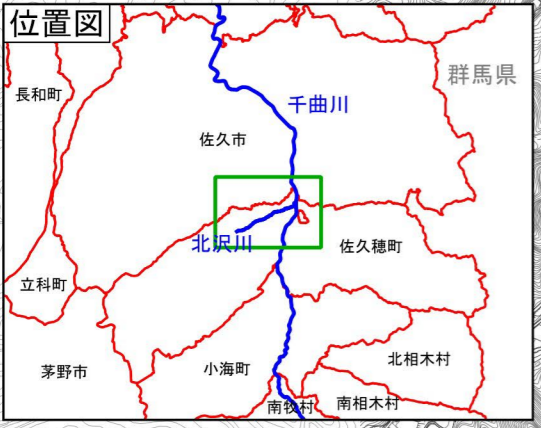 位置図
群馬県
長和町
千曲川
佐久市
北沢川
佐久穂町
立科町
茅野市
小海町
北相木村
南牧村
南相木村